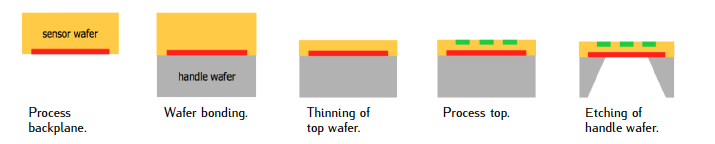 sensor wafer
handle wafer
Process
backplane.
Wafer bonding.
Thinning of
top wafer.
Process top.
Etching of
handle wafer.